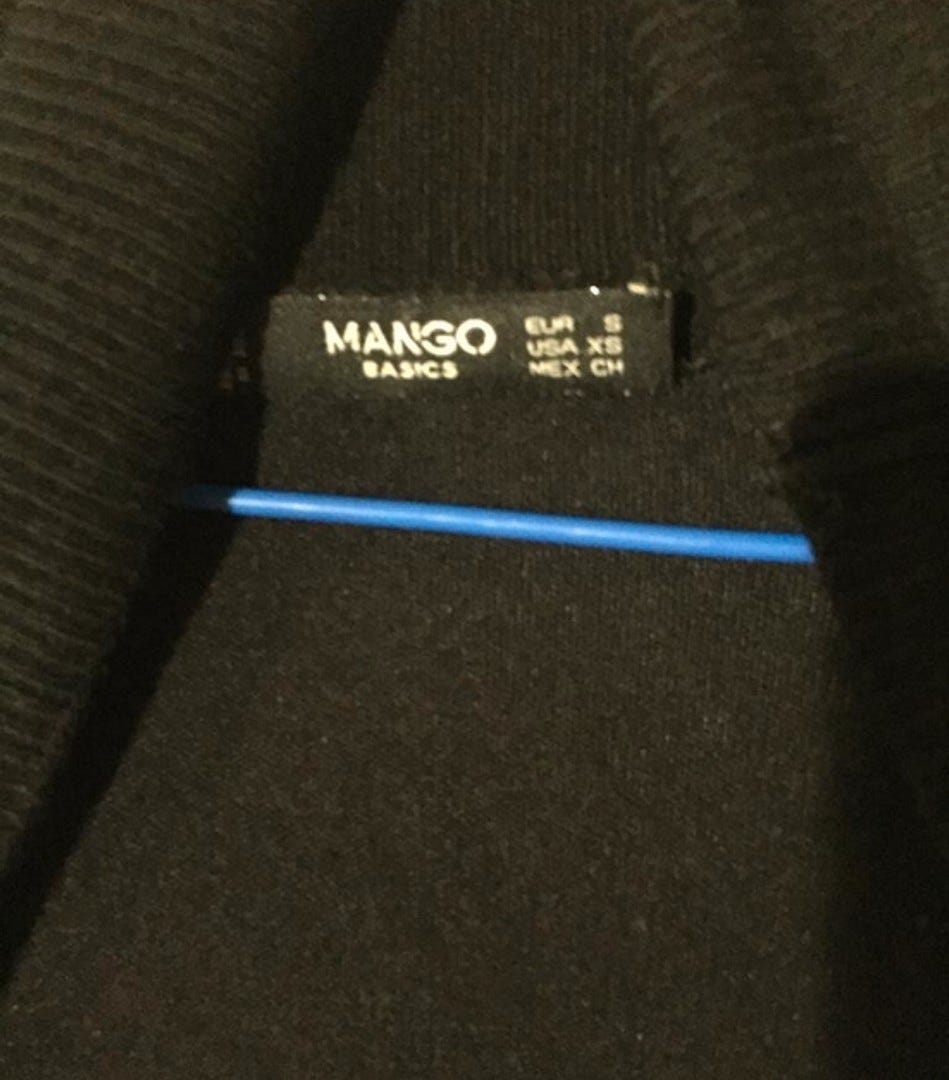 MANGO
BASICS
EUR S
USA XS
MEX CH